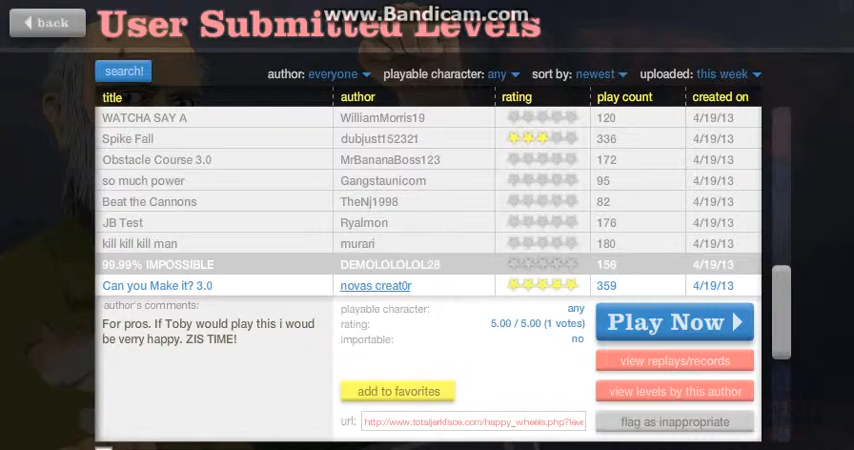 www.Bandicam.com
back
User Submitted Levels
search!
author: everyone playable character: any sort by: newest uploaded: this week
title author rating play count created on
WATCHA SAY A WilliamMorris19 120 4/19/13
Spike Fall dubjust152321 336 4/19/13
Obstacle Course 3.0 MrBananaBoss123 172 4/19/13
so much power Gangstaunicorn 95 4/19/13
Beat the Cannons TheNj1998 82 4/19/13
JB Test Ryalmon 176 4/19/13
kill kill kill man murari 180 4/19/13
99.99% IMPOSSIBLE DEMOLOLOLOL28 156 4/19/13
Can you Make it? 3.0 novas creat0r 359 4/19/13
author's comments:
For pros. If Toby would play this i woud
be verry happy. ZIS TIME!
playable character: any
rating: 5.00 / 5.00 (1 votes)
importable: no
add to favorites
url: http://www.totaljerkface.com/happy_wheels.php?leve
Play Now
view replays/records
view levels by this author
flag as inappropriate